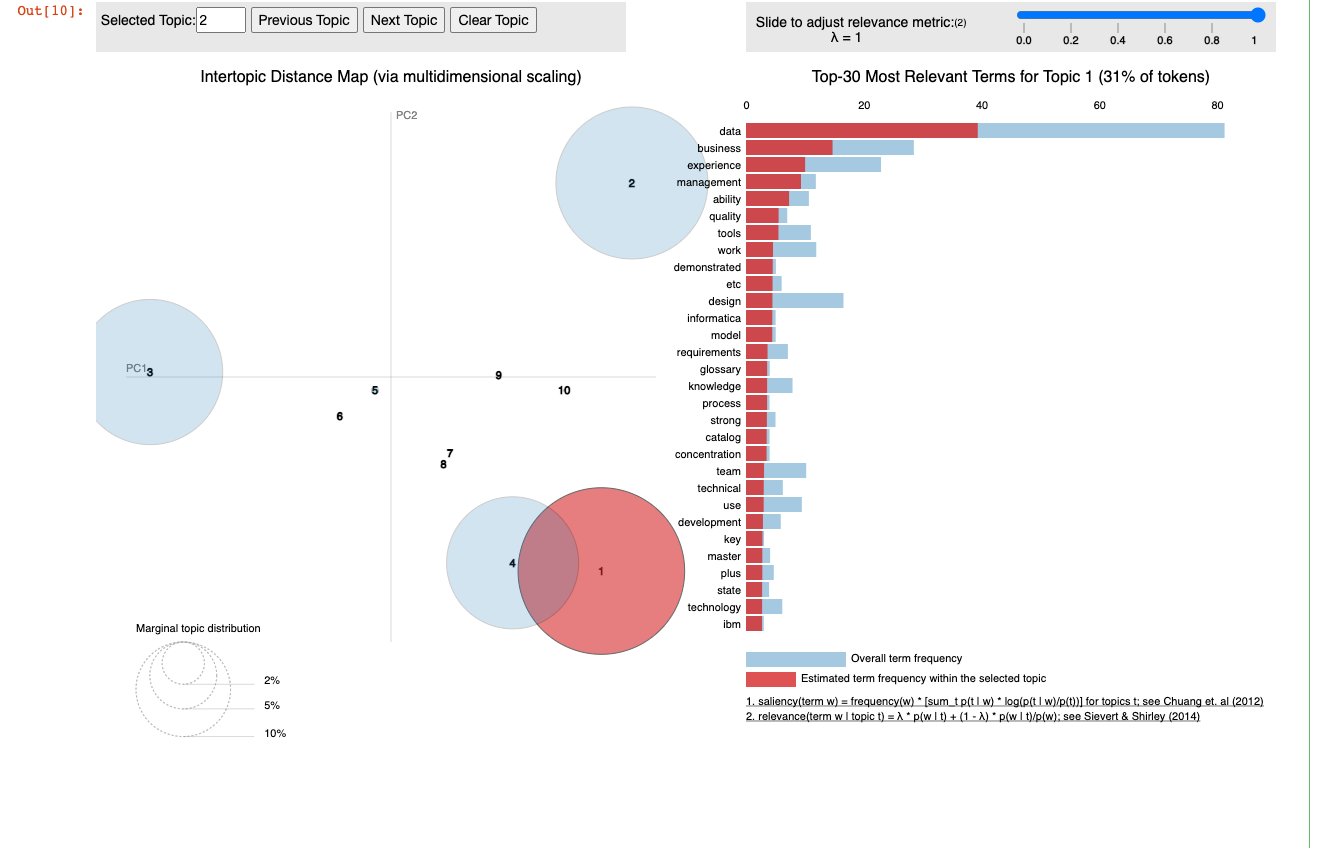 Out[10]:
Selected Topic: 2 Previous Topic Next Topic Clear Topic
Slide to adjust relevance metric:(2)
λ = 1
0.0 0.2 0.4 0.6 0.8 1
Intertopic Distance Map (via multidimensional scaling)
PC2
2
PC1
3
9
5
10
6
7
8
4
1
Marginal topic distribution
2%
5%
10%
Top-30 Most Relevant Terms for Topic 1 (31% of tokens)
0 20 40 60 80
data
business
experience
management
ability
quality
tools
work
demonstrated
etc
design
informatica
model
requirements
glossary
knowledge
process
strong
catalog
concentration
team
technical
use
development
key
master
plus
state
technology
ibm
Overall term frequency
Estimated term frequency within the selected topic
1. saliency(term w) = frequency(w) * [sum_t p(t | w) * log(p(t | w)/p(t))] for topics t; see Chuang et. al (2012)
2. relevance(term w | topic t) = λ * p(w | t) + (1 - λ) * p(w | t)/p(w); see Sievert & Shirley (2014)